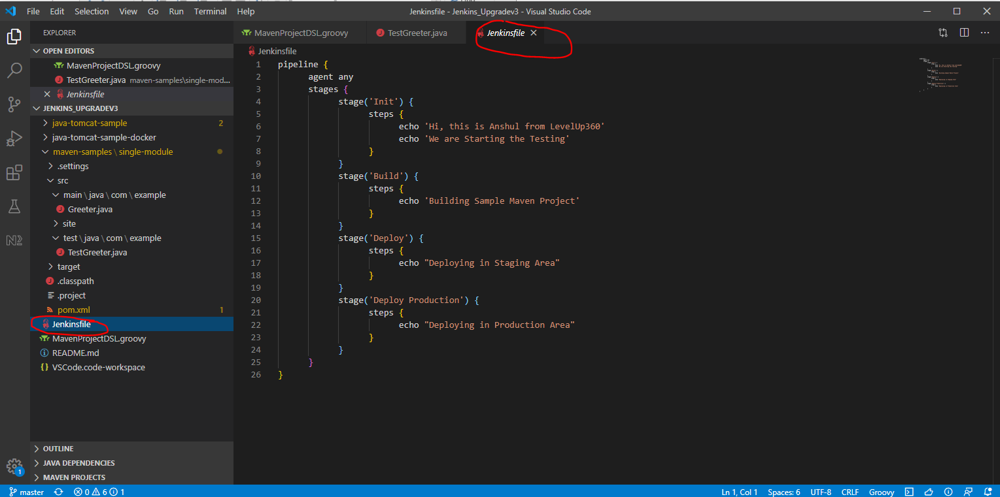 File Edit Selection View Go Run Terminal Help
Jenkinsfile - Jenkins_Upgradev3 - Visual Studio Code
EXPLORER
OPEN EDITORS
MavenProjectDSL.groovy
TestGreeter.java maven-samples\single-mod...
Jenkinsfile
JENKINS_UPGRADEV3
java-tomcat-sample 2
java-tomcat-sample-docker
maven-samples \ single-module
.settings
src
main \ java \ com \ example
Greeter.java
site
test \ java \ com \ example
TestGreeter.java
target
.classpath
.project
pom.xml 1
Jenkinsfile
MavenProjectDSL.groovy
README.md
VSCode.code-workspace
OUTLINE
JAVA DEPENDENCIES
MAVEN PROJECTS
1
MavenProjectDSL.groovy TestGreeter.java Jenkinsfile
Jenkinsfile
1 pipeline {
2 agent any
3 stages {
4 stage('Init') {
5 steps {
6 echo 'Hi, this is Anshul from LevelUp360'
7 echo 'We are Starting the Testing'
8 }
9 }
10 stage('Build') {
11 steps {
12 echo 'Building Sample Maven Project'
13 }
14 }
15 stage('Deploy') {
16 steps {
17 echo "Deploying in Staging Area"
18 }
19 }
20 stage('Deploy Production') {
21 steps {
22 echo "Deploying in Production Area"
23 }
24 }
25 }
26 }
master 0 6 1 Ln 1, Col 1 Spaces: 6 UTF-8 CRLF Groovy